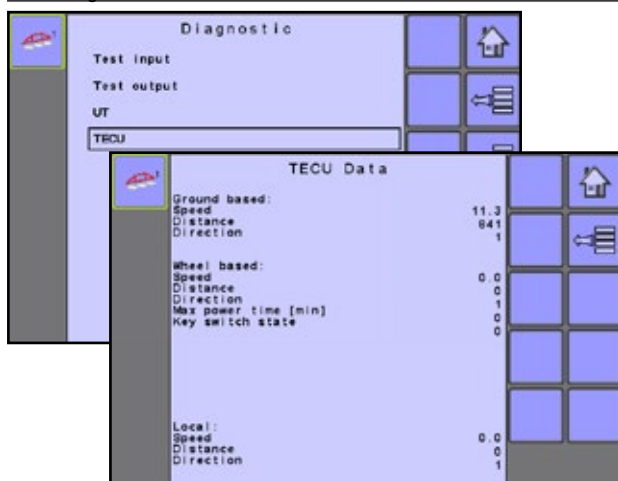 Diagnostic
Test input
Test output
UT
TECU
TECU Data
Ground based:
Speed 11.3
Distance 841
Direction 1
Wheel based:
Speed 0.0
Distance 0
Direction 1
Max power time [min] 0
Key switch state 0
Local:
Speed 0.0
Distance 0
Direction 1